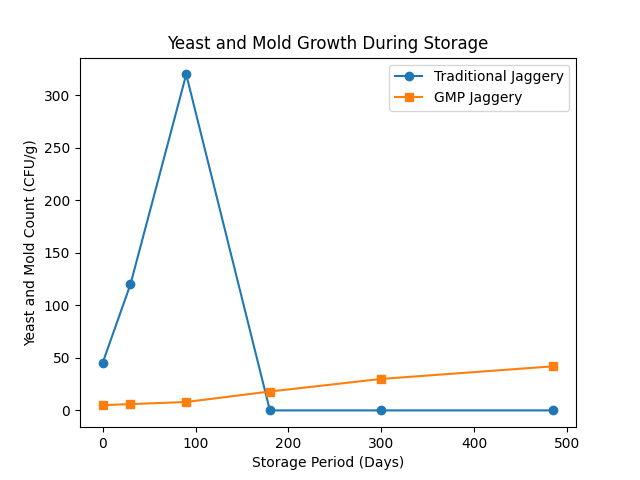 Yeast and Mold Growth During Storage
Traditional Jaggery
GMP Jaggery
Yeast and Mold Count (CFU/g)
300
250
200
150
100
50
0
0 100 200 300 400 500
Storage Period (Days)